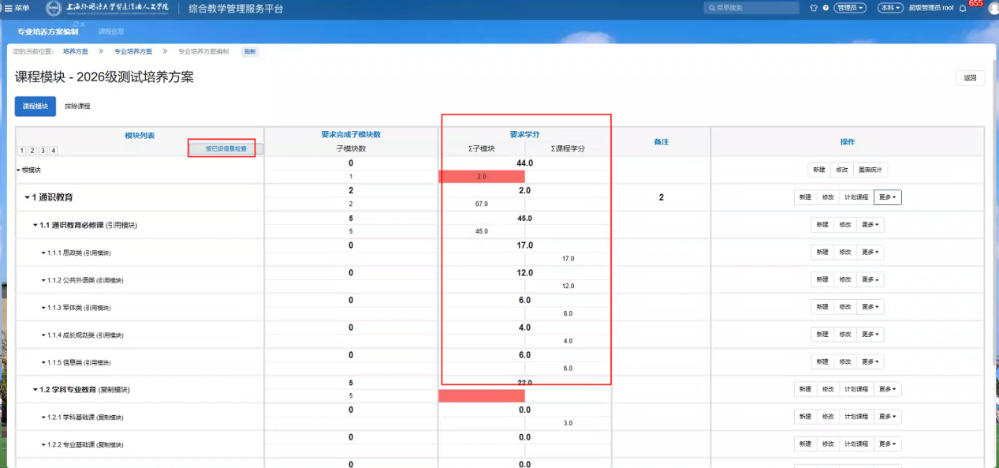 菜单 上海外国语大学贤达经济人文学院 综合教学管理服务平台 菜单搜索 管理员 本科 超级管理员 root 655
专业培养方案编制 课程信息
您的当前位置: 培养方案 » 专业培养方案 » 专业培养方案编制 刷新
课程模块 - 2026级测试培养方案 返回
课程模块 排除课程
模块列表 要求完成子模块数 要求学分 备注 操作
1 2 3 4 按已设信息检查 子模块数 Σ子模块 Σ课程学分
根模块 0 44.0 新建 修改 图表统计
1 2.0
1 通识教育 2 2.0 2 新建 修改 计划课程 更多
2 67.0
1.1 通识教育必修课 (引用模块) 5 45.0 新建 修改 更多
5 45.0
1.1.1 思政类 (引用模块) 0 17.0 新建 修改 更多
17.0
1.1.2 公共外语类 (引用模块) 0 12.0 新建 修改 更多
12.0
1.1.3 军体类 (引用模块) 0 6.0 新建 修改 更多
6.0
1.1.4 成长规划类 (引用模块) 0 4.0 新建 修改 更多
4.0
1.1.5 信息类 (引用模块) 0 6.0 新建 修改 更多
6.0
1.2 学科专业教育 (复制模块) 5 22.0 新建 修改 计划课程 更多
5
1.2.1 学科基础课 (复制模块) 0 0.0 新建 修改 计划课程 更多
3.0
1.2.2 专业基础课 (复制模块) 0 0.0 新建 修改 计划课程 更多
0 0.0